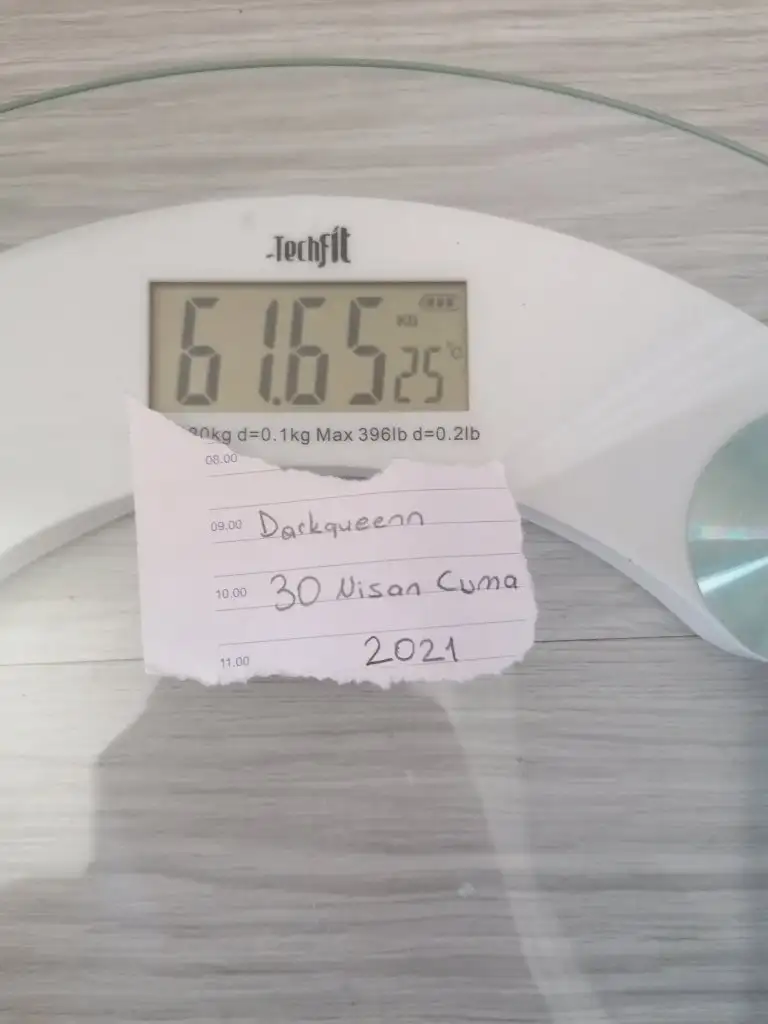 TechFit
61.65 KG 25 °C
0kg d=0.1kg Max 396lb d=0.2lb
08.00
09.00 Darkqueenn
10.00 30 Nisan Cuma
11.00 2021